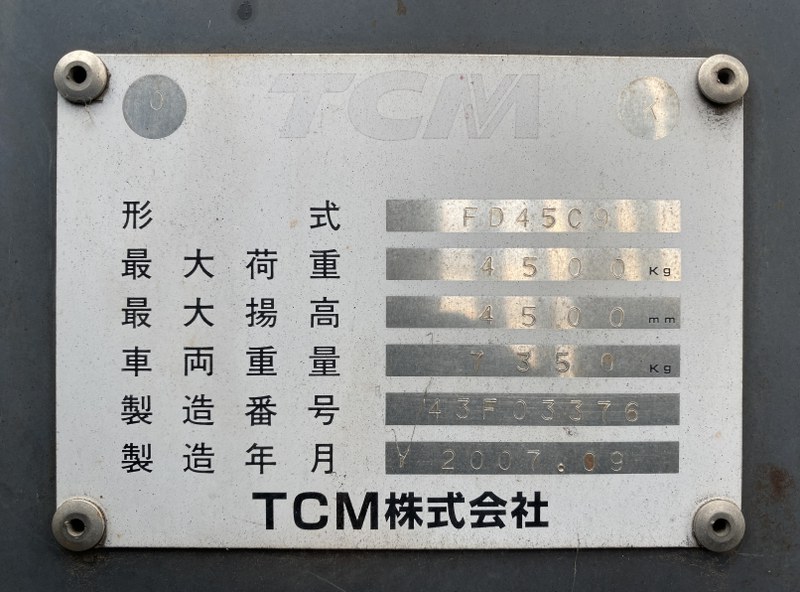 TCM
形式 FD45C9
最大荷重 4500 Kg
最大揚高 4500 mm
車両重量 7350 Kg
製造番号 43F03376
製造年月 Y 2007.09
TCM株式会社